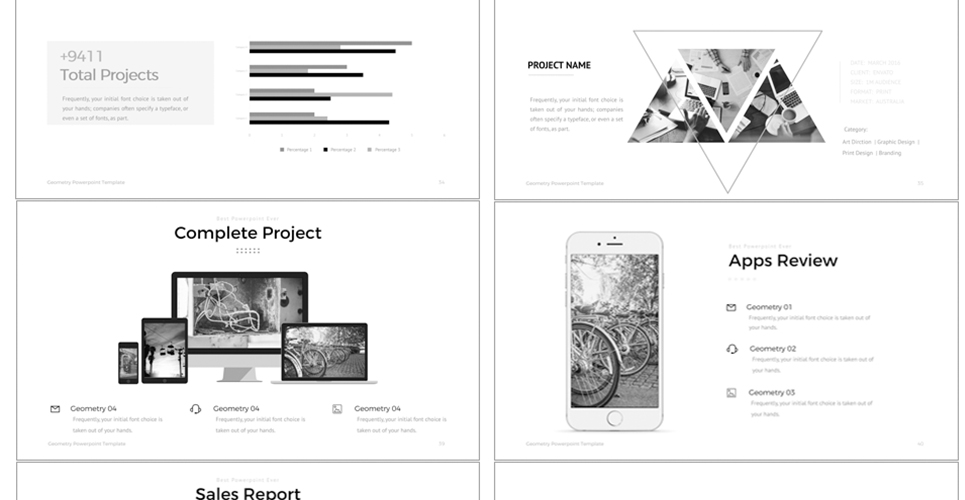 +9411
Total Projects
Frequently, your initial font choice is taken out of
your hands; companies often specify a typeface, or
even a set of fonts, as part.
Percentage 1
Percentage 2
Percentage 3
Geometry Powerpoint Template
PROJECT NAME
Frequently, your initial font choice is taken out of your hands; companies
often specify a typeface, or even a set
of fonts, as part.
DATE: MARCH 2016
Category:
Art Dirction | Graphic Design |
Print Design | Branding.
Geometry Powerpoint Template
Best Powerpoint Ever
Complete Project
Geometry 04
Frequently, your initial font choice is
taken out of your hands.
Geometry 04
Frequently, your initial font choice is
taken out of your hands.
Geometry 04
Frequently, your initial font choice is
taken out of your hands.
Geometry Powerpoint Template
Best Powerpoint Ever
Apps Review
Geometry 01
Frequently, your initial font choice is taken out of
your hands.
Geometry 02
Frequently, your initial font choice is taken out of
your hands.
Geometry 03
Frequently, your initial font choice is taken out of
your hands.
Geometry Powerpoint Template
40
Best Powerpoint Ever
Sales Report